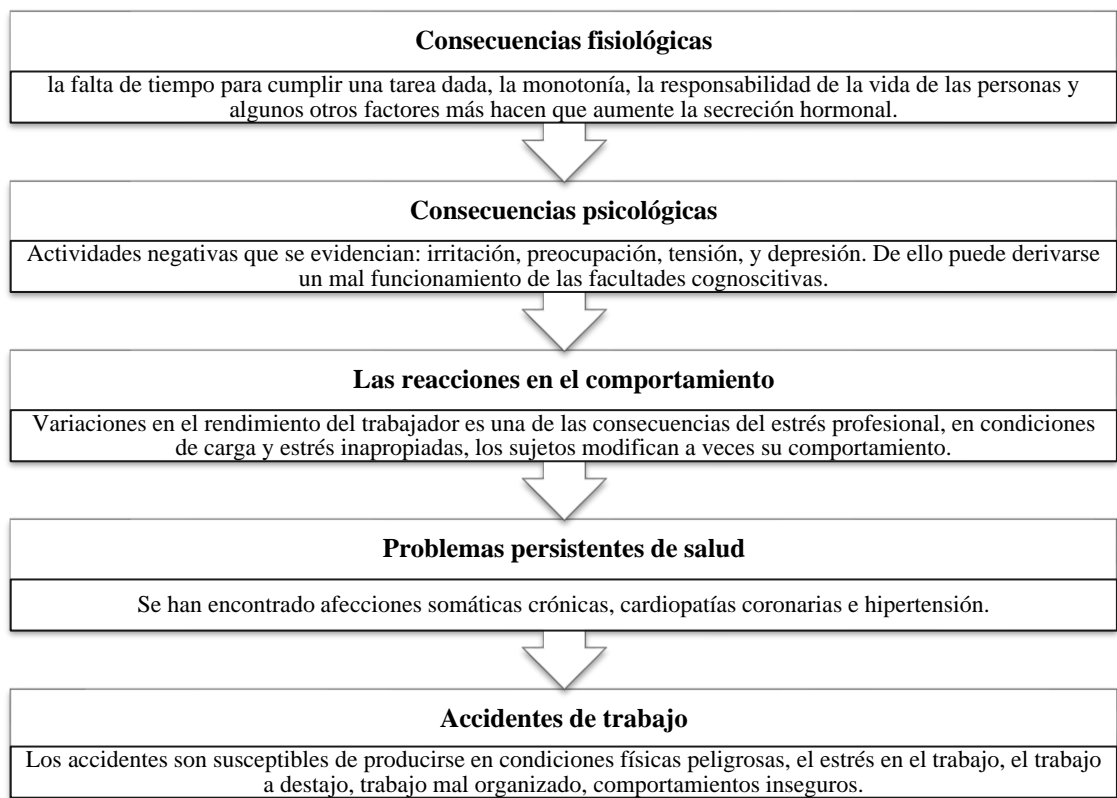 Consecuencias fisiológicas
la falta de tiempo para cumplir una tarea dada, la monotonía, la responsabilidad de la vida de las personas y
algunos otros factores más hacen que aumente la secreción hormonal.
Consecuencias psicológicas
Actividades negativas que se evidencian: irritación, preocupación, tensión, y depresión. De ello puede derivarse
un mal funcionamiento de las facultades cognoscitivas.
Las reacciones en el comportamiento
Variaciones en el rendimiento del trabajador es una de las consecuencias del estrés profesional, en condiciones
de carga y estrés inapropiadas, los sujetos modifican a veces su comportamiento.
Problemas persistentes de salud
Se han encontrado afecciones somáticas crónicas, cardiopatías coronarias e hipertensión.
Accidentes de trabajo
Los accidentes son susceptibles de producirse en condiciones físicas peligrosas, el estrés en el trabajo, el trabajo
a destajo, trabajo mal organizado, comportamientos inseguros.